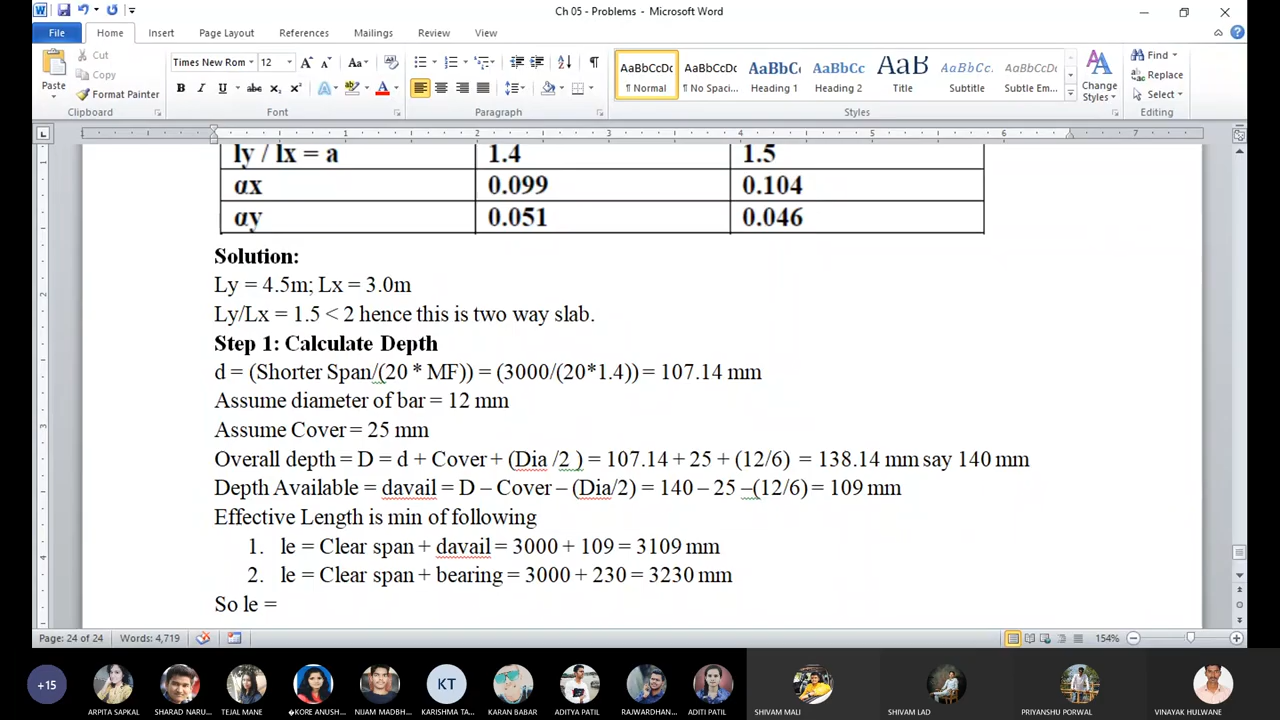 Ch 05 - Problems - Microsoft Word
File Home Insert Page Layout References Mailings Review View
Paste
Cut
Copy
Format Painter
Clipboard
Times New Rom 12
Font
Paragraph
AaBbCcDc AaBbCcDc AaBbC AaBbCc AaB AaBbCc. AaBbCcDc
¶ Normal ¶ No Spaci... Heading 1 Heading 2 Title Subtitle Subtle Em...
Styles
Change Styles
Find
Replace
Select
Editing
ly / lx = a 1.4 1.5
αx 0.099 0.104
αy 0.051 0.046
Solution:
Ly = 4.5m; Lx = 3.0m
Ly/Lx = 1.5 < 2 hence this is two way slab.
Step 1: Calculate Depth
d = (Shorter Span/(20 * MF)) = (3000/(20*1.4)) = 107.14 mm
Assume diameter of bar = 12 mm
Assume Cover = 25 mm
Overall depth = D = d + Cover + (Dia /2 ) = 107.14 + 25 + (12/6) = 138.14 mm say 140 mm
Depth Available = davail = D – Cover – (Dia/2) = 140 – 25 –(12/6) = 109 mm
Effective Length is min of following
1. le = Clear span + davail = 3000 + 109 = 3109 mm
2. le = Clear span + bearing = 3000 + 230 = 3230 mm
So le =
Page: 24 of 24 Words: 4,719 154%
+15 KT
ARPITA SAPKAL SHARAD NARU... TEJAL MANE �KORE ANUSH... NIJAM MADBH... KARISHMA TA... KARAN BABAR ADITYA PATIL RAJWARDHAN... ADITI PATIL SHIVAM MALI SHIVAM LAD PRIYANSHU PORWAL VINAYAK HULWANE